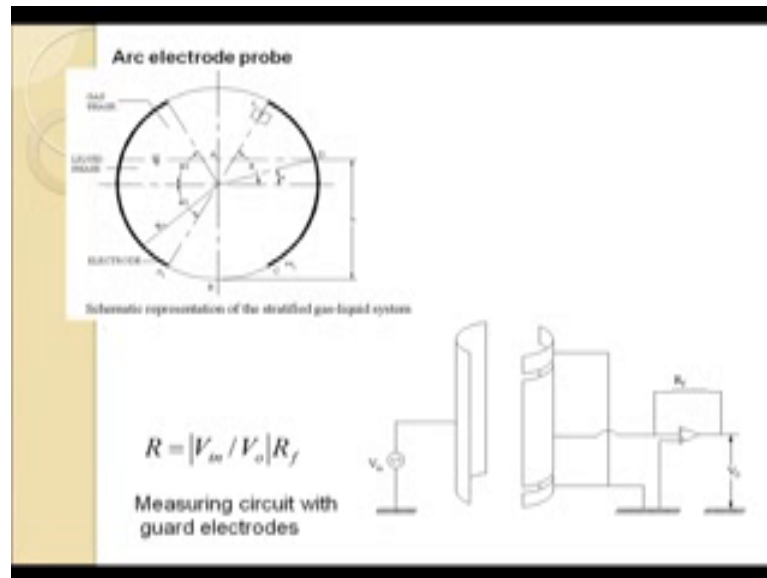 Arc electrode probe
GAS
PHASE
LIQUID
PHASE
ELECTRODE
Schematic representation of the stratified gas-liquid system
R = |V_in / V_o| R_f
Measuring circuit with
guard electrodes
R_f
V_in
V_o